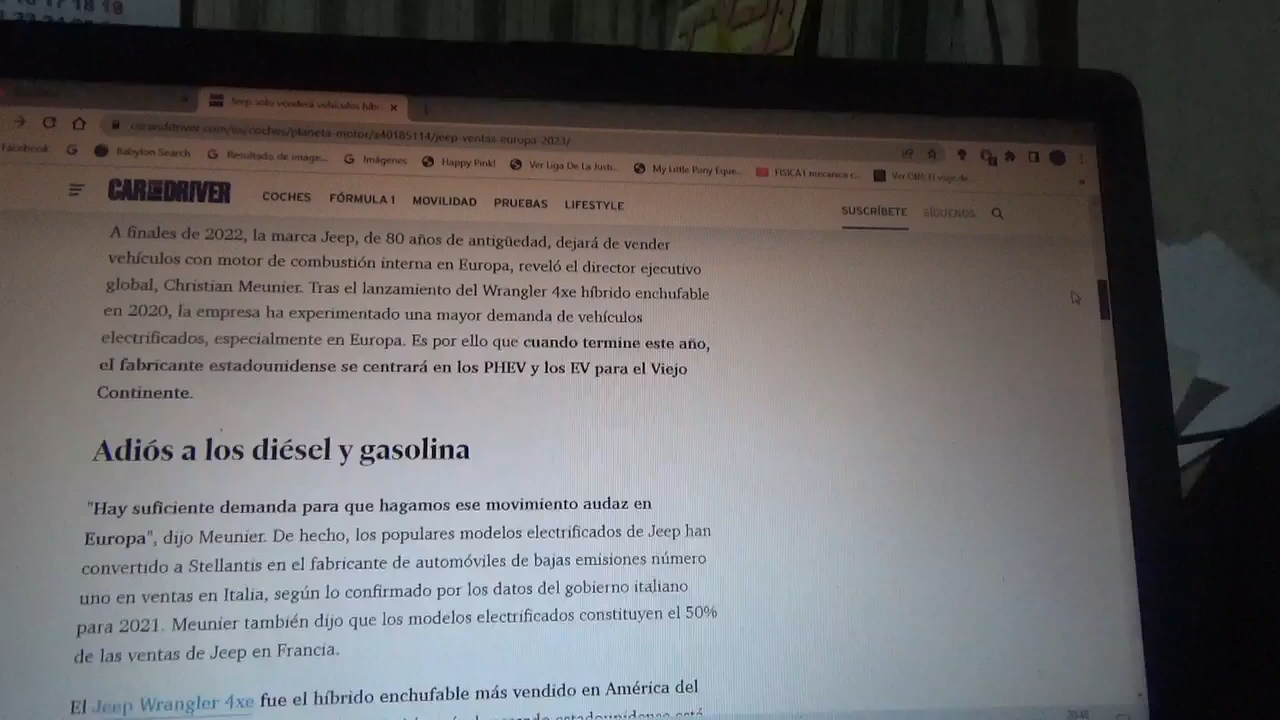 17 18 19
Jeep solo venderá vehículos híbr
caranddriver.com/es/coches/planeta-motor/a40185114/jeep-ventas-europa-2023/
Facebook Babylon Search Resultado de image... Imágenes Happy Pink! Ver Liga De La Justi... My Little Pony Eque... FISICA1 mecanica c...
CAR AND DRIVER COCHES FÓRMULA 1 MOVILIDAD PRUEBAS LIFESTYLE SUSCRÍBETE SÍGUENOS
A finales de 2022, la marca Jeep, de 80 años de antigüedad, dejará de vender
vehículos con motor de combustión interna en Europa, reveló el director ejecutivo
global, Christian Meunier. Tras el lanzamiento del Wrangler 4xe híbrido enchufable
en 2020, la empresa ha experimentado una mayor demanda de vehículos
electrificados, especialmente en Europa. Es por ello que cuando termine este año,
el fabricante estadounidense se centrará en los PHEV y los EV para el Viejo
Continente.
Adiós a los diésel y gasolina
"Hay suficiente demanda para que hagamos ese movimiento audaz en
Europa", dijo Meunier. De hecho, los populares modelos electrificados de Jeep han
convertido a Stellantis en el fabricante de automóviles de bajas emisiones número
uno en ventas en Italia, según lo confirmado por los datos del gobierno italiano
para 2021. Meunier también dijo que los modelos electrificados constituyen el 50%
de las ventas de Jeep en Francia.
El Jeep Wrangler 4xe fue el híbrido enchufable más vendido en América del